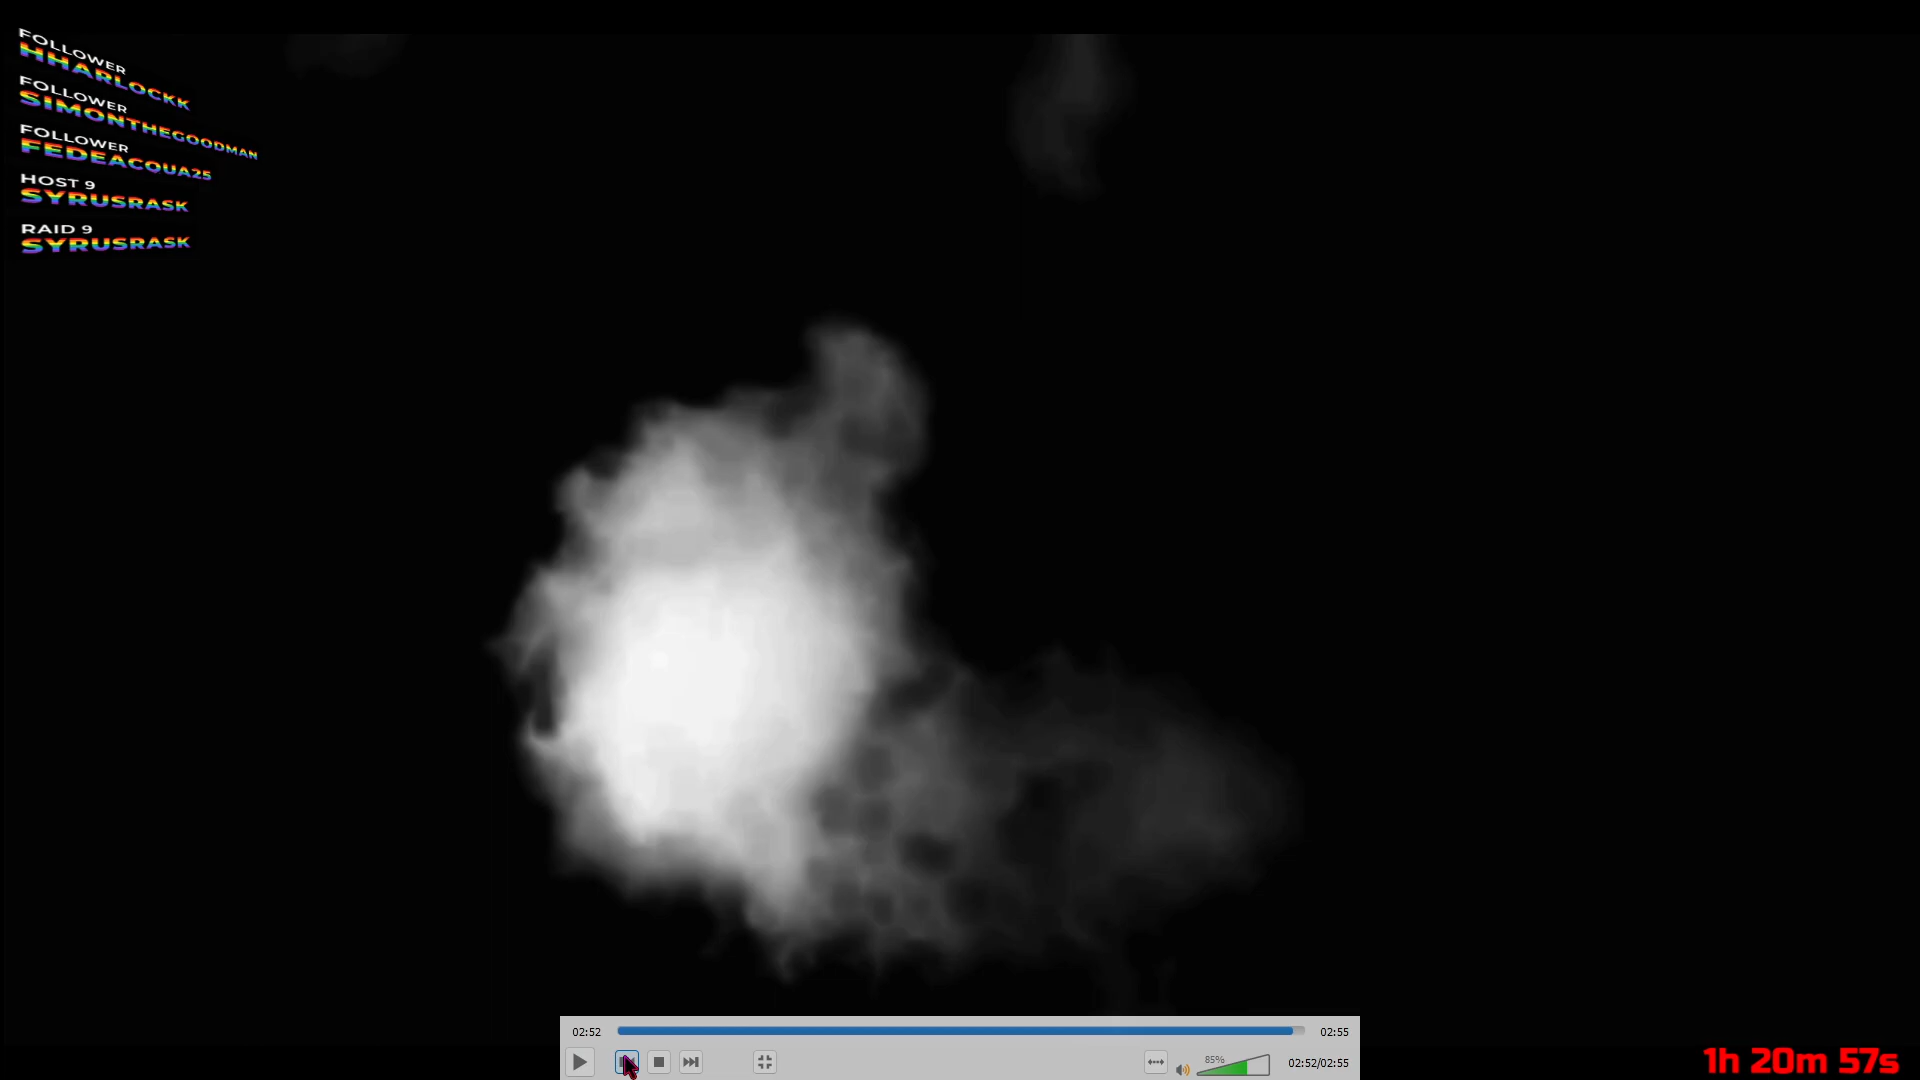 FOLLOWER
HHARLOCKK
FOLLOWER
SIMONTHEGOODMAN
FOLLOWER
FEDEACQUA25
HOST 9
SYRUSRASK
RAID 9
SYRUSRASK
02:52
02:55
85%
02:52/02:55
1h 20m 57s